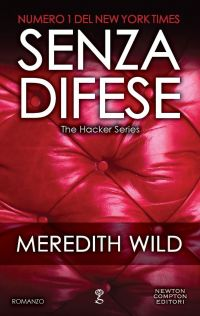 NUMERO 1 DEL NEW YORK TIMES
SENZA
DIFESE
The Hacker Series
MEREDITH WILD
ROMANZO
NEWTON
COMPTON
EDITORI